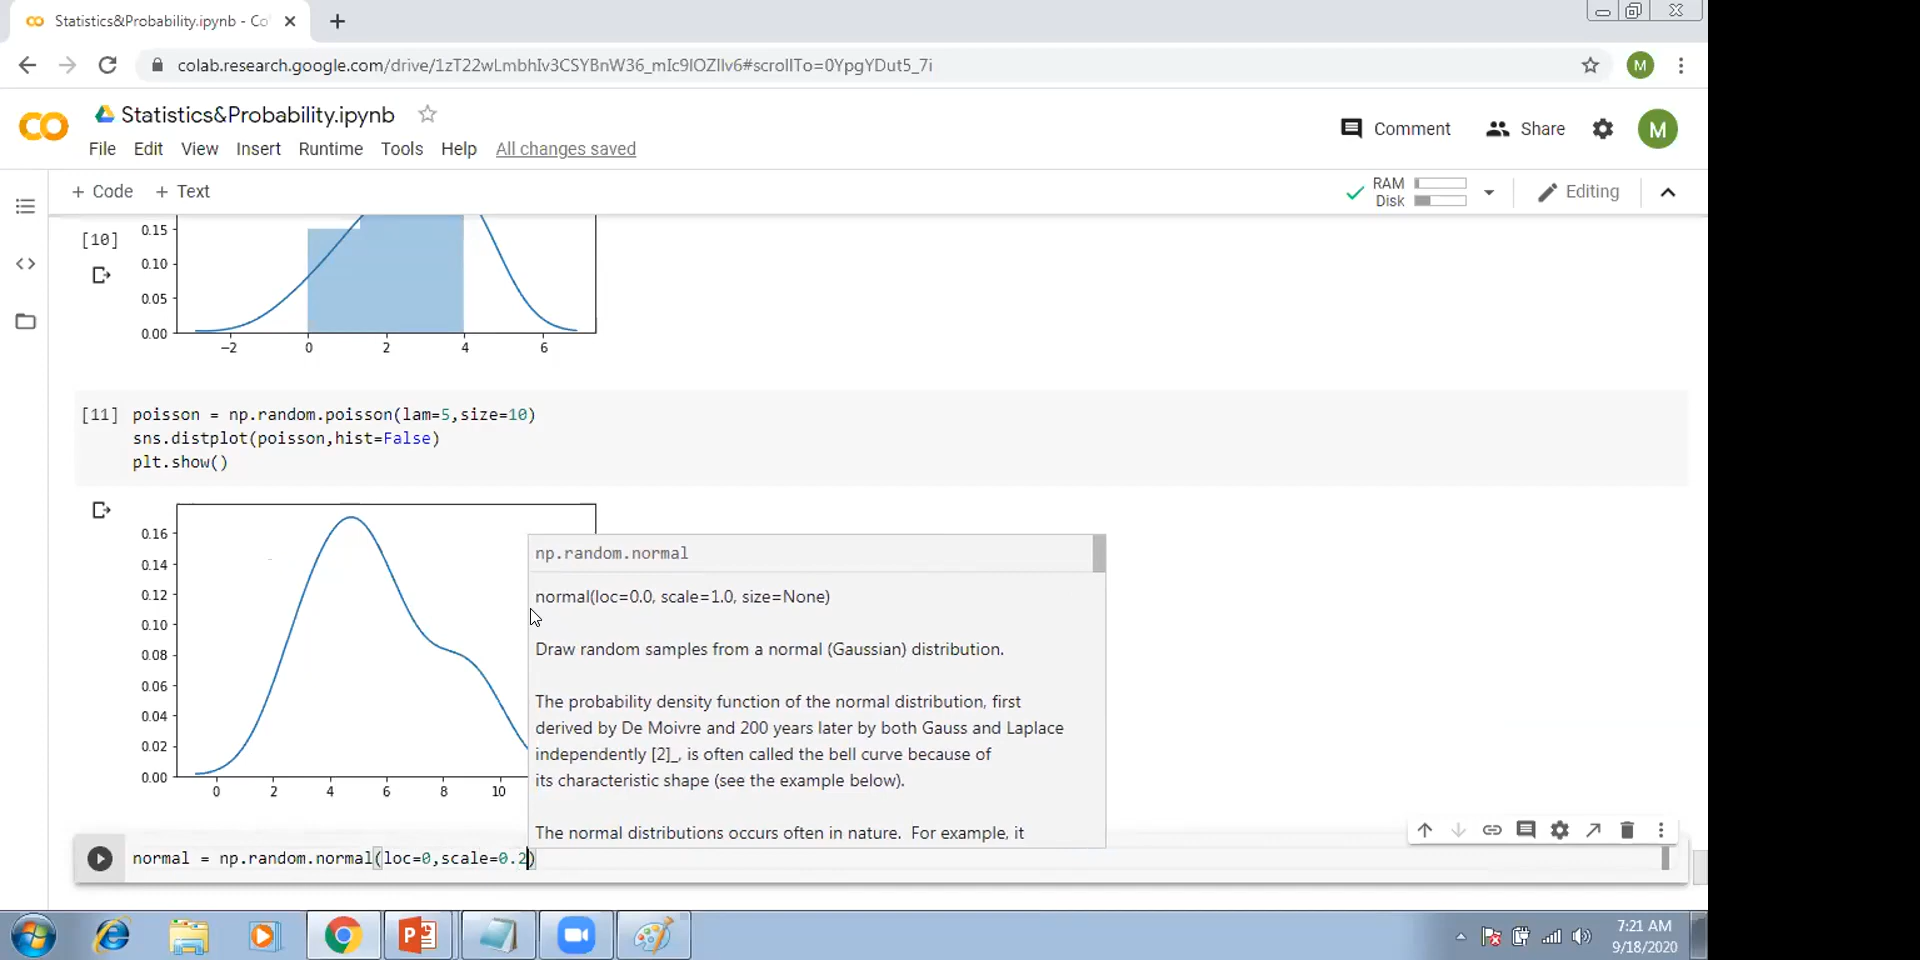 Statistics&Probability.ipynb - Co
colab.research.google.com/drive/1zT22wLmbhIv3CSYBnW36_mIc9lOZllv6#scrollTo=0YpgYDut5_7i
M
Statistics&Probability.ipynb
Comment
Share
M
File Edit View Insert Runtime Tools Help All changes saved
+ Code + Text
RAM
Disk
Editing
[10]
0.15
0.10
0.05
0.00
−2 0 2 4 6
[11] poisson = np.random.poisson(lam=5,size=10)
sns.distplot(poisson,hist=False)
plt.show()
0.16
0.14
0.12
0.10
0.08
0.06
0.04
0.02
0.00
0 2 4 6 8 10
np.random.normal
normal(loc=0.0, scale=1.0, size=None)
Draw random samples from a normal (Gaussian) distribution.
The probability density function of the normal distribution, first
derived by De Moivre and 200 years later by both Gauss and Laplace
independently [2]_, is often called the bell curve because of
its characteristic shape (see the example below).
The normal distributions occurs often in nature. For example, it
normal = np.random.normal(loc=0,scale=0.2)
7:21 AM
9/18/2020